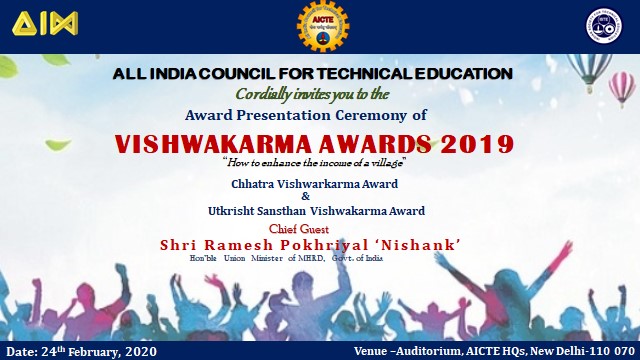 AIM
AICTE
ALL INDIA COUNCIL FOR TECHNICAL EDUCATION
Cordially invites you to the
Award Presentation Ceremony of
VISHWAKARMA AWARDS 2019
"How to enhance the income of a village"
Chhatra Vishwarkarma Award
&
Utkrisht Sansthan Vishwakarma Award
Chief Guest
Shri Ramesh Pokhriyal 'Nishank'
Hon'ble Union Minister of MHRD, Govt. of India
Date: 24th February, 2020
Venue –Auditorium, AICTE HQs, New Delhi-110 070